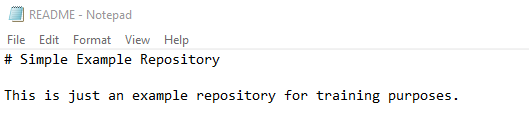 README - Notepad
File Edit Format View Help
# Simple Example Repository
This is just an example repository for training purposes.